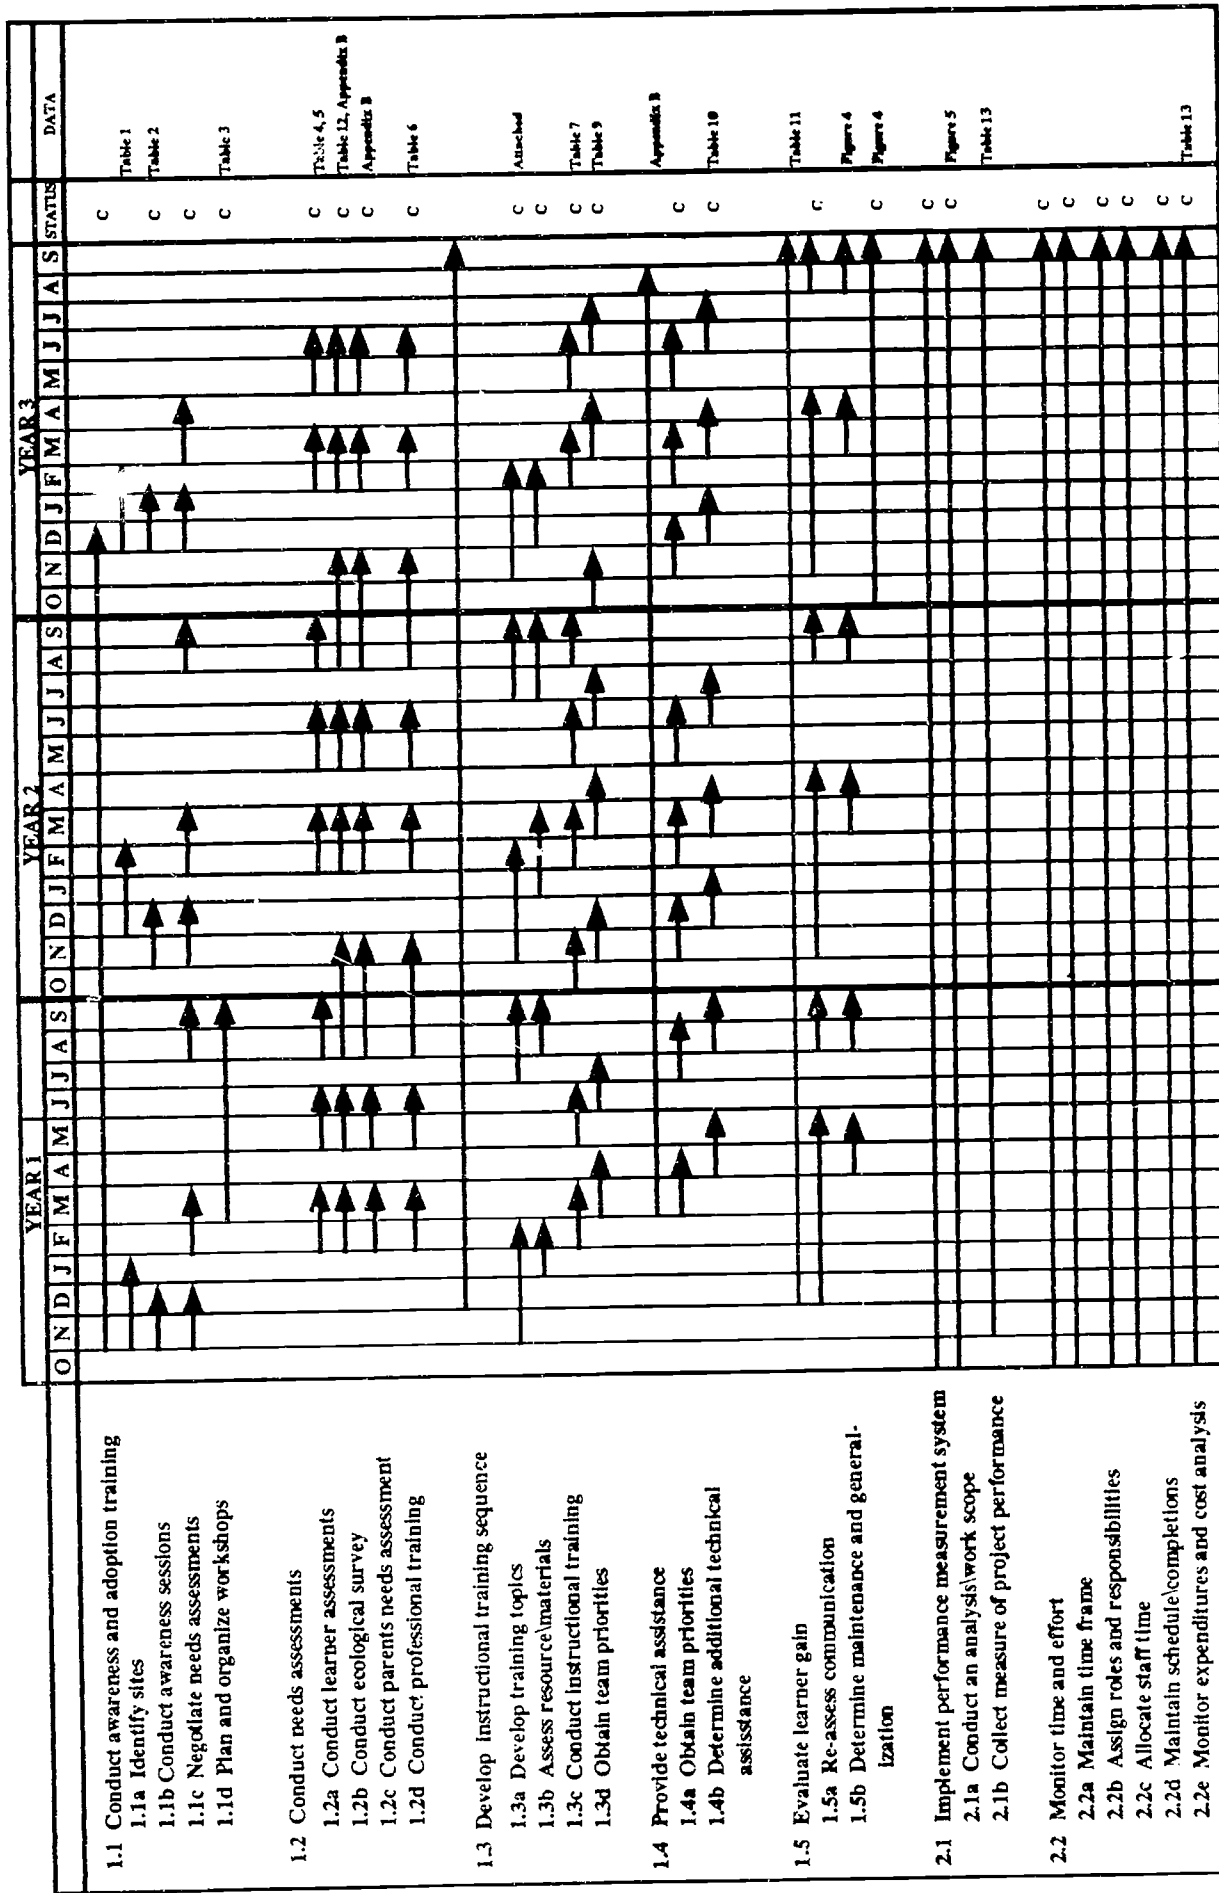 YEAR 1 YEAR 2 YEAR 3
O N D J F M A M J J A S O N D J F M A M J J A S O N D J F M A M J J A S STATUS DATA
1.1 Conduct awareness and adoption training C
1.1a Identify sites Table 1
1.1b Conduct awareness sessions C Table 2
1.1c Negotiate needs assessments C
1.1d Plan and organize workshops C Table 3
1.2 Conduct needs assessments
1.2a Conduct learner assessments C Table 4, 5
1.2b Conduct ecological survey C Table 12, Appendix B
1.2c Conduct parents needs assessment C Appendix B
1.2d Conduct professional training C Table 6
1.3 Develop instructional training sequence
1.3a Develop training topics C Attached
1.3b Assess resource\materials C
1.3c Conduct instructional training C Table 7
1.3d Obtain team priorities C Table 9
1.4 Provide technical assistance Appendix B
1.4a Obtain team priorities C
1.4b Determine additional technical C Table 10
assisstance
1.5 Evaluate learner gain Table 11
1.5a Re-assess communication C
1.5b Determine maintenance and general- Figure 4
ization C Figure 4
2.1 Implement performance measurement system C
2.1a Conduct an analysis\work scope C Figure 5
2.1b Collect measure of project performance Table 13
2.2 Monitor time and effort C
2.2a Maintain time frame C
2.2b Assign roles and responsibilities C
2.2c Allocate staff time C
2.2d Maintain schedule\completions C
2.2e Monitor expenditures and cost analysis C Table 13